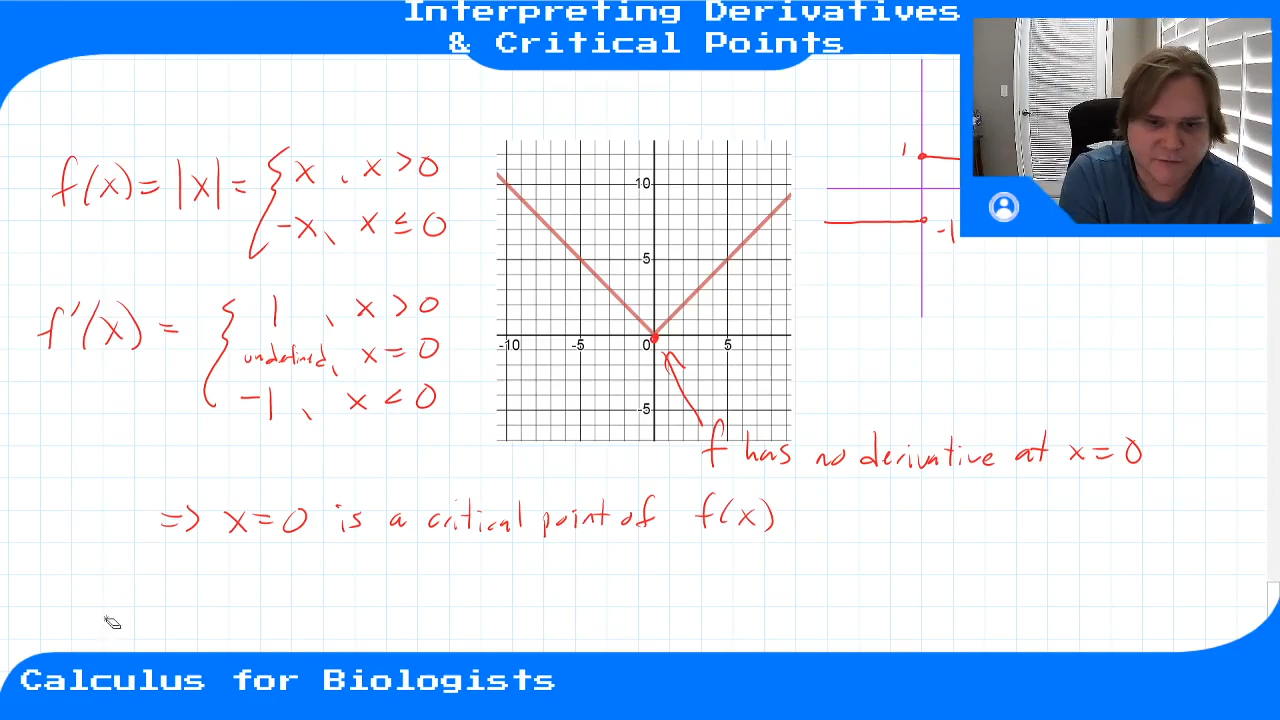 Interpreting Derivatives
& Critical Points
f(x) = |x| = { x, x > 0
-x, x ≤ 0
f'(x) = { 1, x > 0
undefined, x = 0
-1, x < 0
10
5
-10 -5 0 5
-5
1
-1
f has no derivative at x = 0
=> x = 0 is a critical point of f(x)
Calculus for Biologists